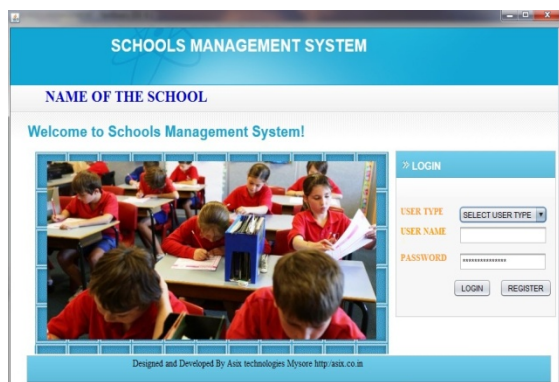 SCHOOLS MANAGEMENT SYSTEM
NAME OF THE SCHOOL
Welcome to Schools Management System!
» LOGIN
USER TYPE SELECT USER TYPE
USER NAME
PASSWORD ***************
LOGIN REGISTER
Designed and Developed By Asix technologies Mysore http:/asix.co.in